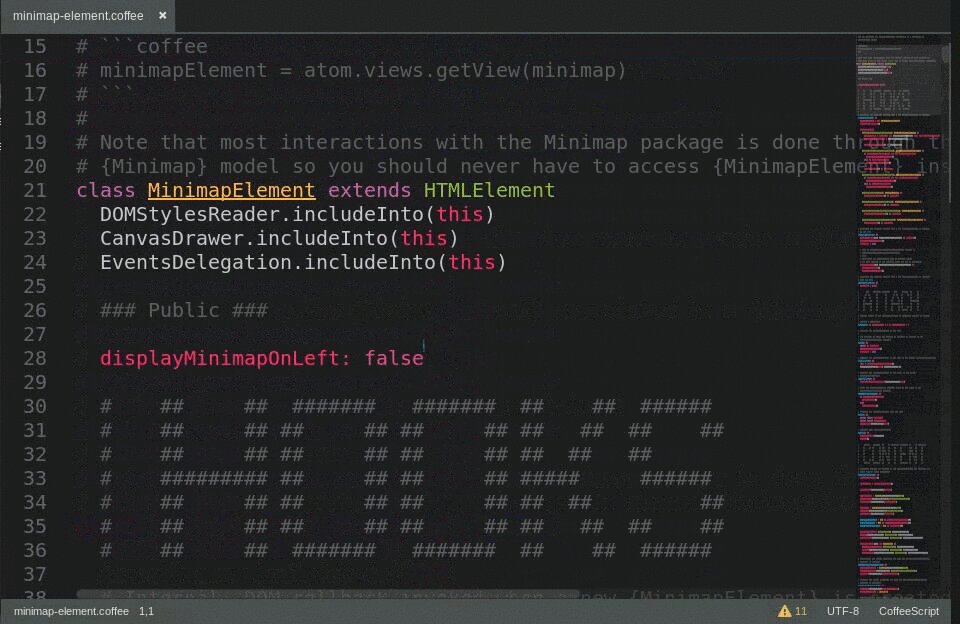 minimap-element.coffee ×
15 # ```coffee
16 # minimapElement = atom.views.getView(minimap)
17 # ```
18 #
19 # Note that most interactions with the Minimap package is done through th
20 # {Minimap} model so you should never have to access {MinimapElement} ins
21 class MinimapElement extends HTMLElement
22   DOMStylesReader.includeInto(this)
23   CanvasDrawer.includeInto(this)
24   EventsDelegation.includeInto(this)
25
26   ### Public ###
27
28   displayMinimapOnLeft: false
29
30   #    ##     ##  #######   #######  ##    ##  ######
31   #    ##     ## ##     ## ##     ## ##   ##  ##    ##
32   #    ##     ## ##     ## ##     ## ##  ##   ##
33   #    ######### ##     ## ##     ## #####     ######
34   #    ##     ## ##     ## ##     ## ##  ##         ##
35   #    ##     ## ##     ## ##     ## ##   ##  ##    ##
36   #    ##     ##  #######   #######  ##    ##  ######
37
38
HOOKS
ATTACH
CONTENT
minimap-element.coffee 1,1 11 UTF-8 CoffeeScript